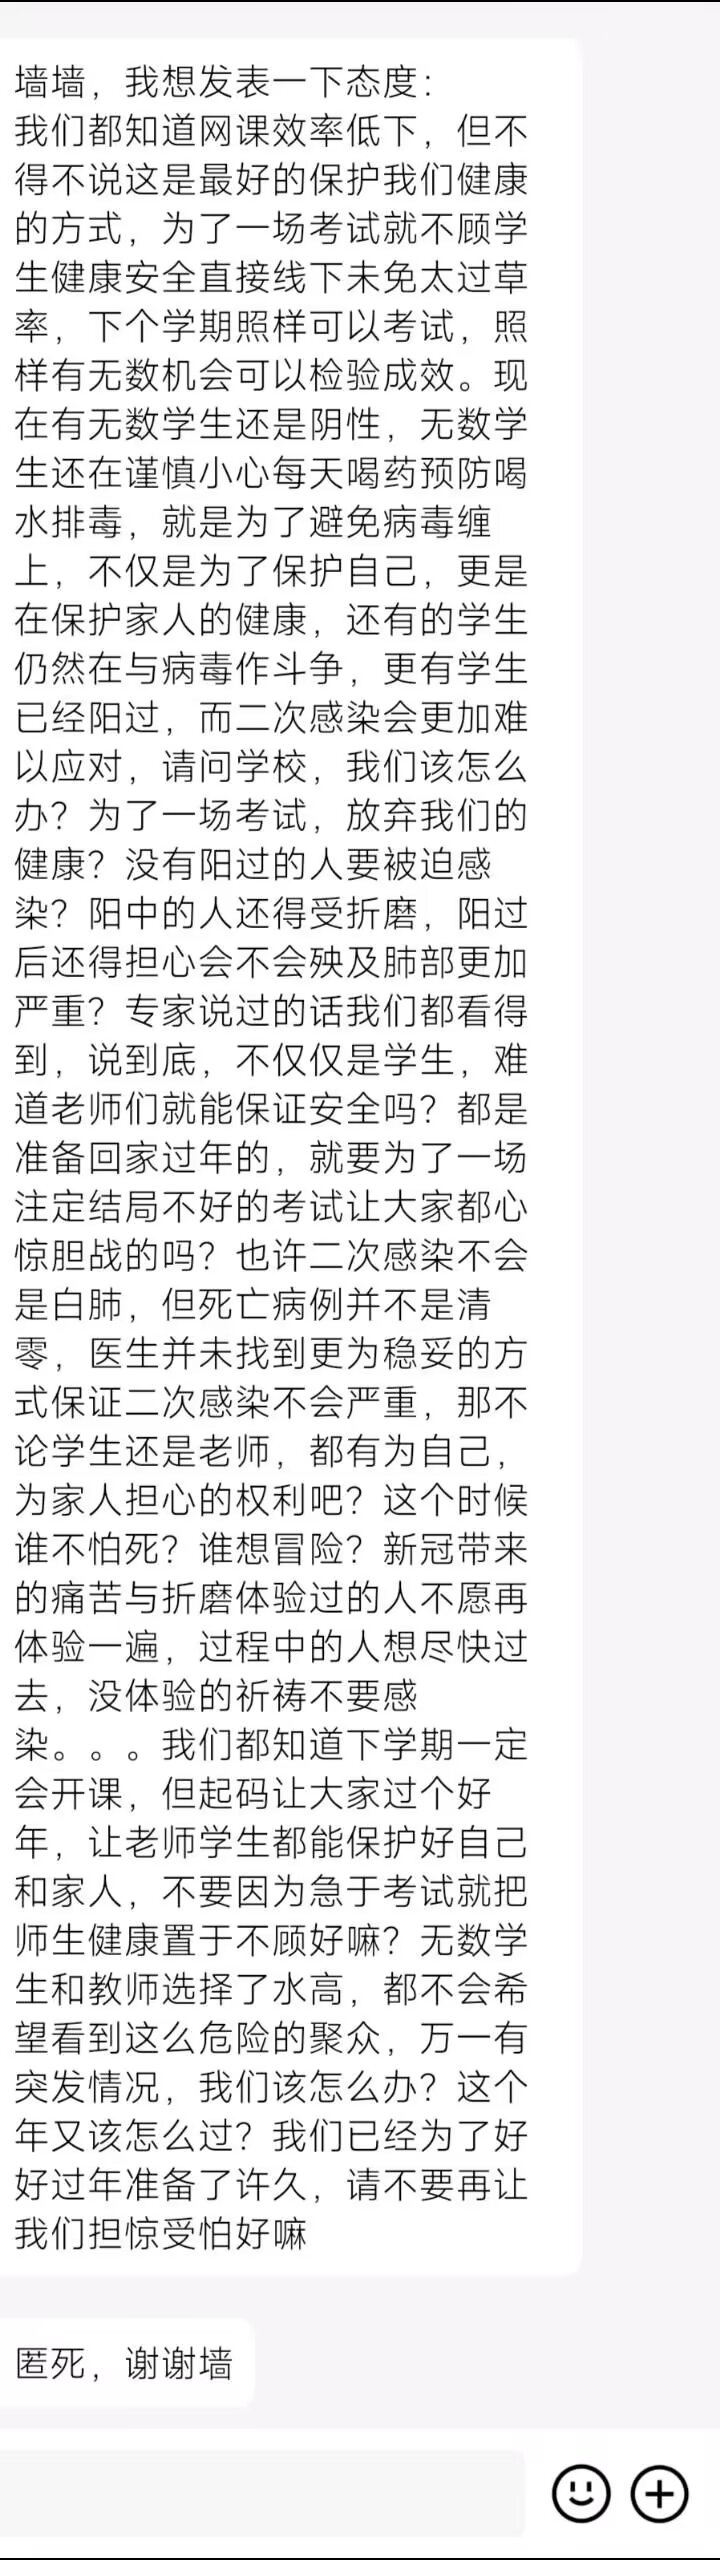 墙墙，我想发表一下态度：
我们都知道网课效率低下，但不
得不说这是最好的保护我们健康
的方式，为了一场考试就不顾学
生健康安全直接线下未免太过草
率，下个学期照样可以考试，照
样有无数机会可以检验成效。现
在有无数学生还是阴性，无数学
生还在谨慎小心每天喝药预防喝
水排毒，就是为了避免病毒缠
上，不仅是为了保护自己，更是
在保护家人的健康，还有的学生
仍然在与病毒作斗争，更有学生
已经阳过，而二次感染会更加难
以应对，请问学校，我们该怎么
办？为了一场考试，放弃我们的
健康？没有阳过的人要被迫感
染？阳中的人还得受折磨，阳过
后还得担心会不会殃及肺部更加
严重？专家说过的话我们都看得
到，说到底，不仅仅是学生，难
道老师们就能保证安全吗？都是
准备回家过年的，就要为了一场
注定结局不好的考试让大家都心
惊胆战的吗？也许二次感染不会
是白肺，但死亡病例并不是清
零，医生并未找到更为稳妥的方
式保证二次感染不会严重，那不
论学生还是老师，都有为自己，
为家人担心的权利吧？这个时候
谁不怕死？谁想冒险？新冠带来
的痛苦与折磨体验过的人不愿再
体验一遍，过程中的人想尽快过
去，没体验的祈祷不要感
染。。。我们都知道下学期一定
会开课，但起码让大家过个好
年，让老师学生都能保护好自己
和家人，不要因为急于考试就把
师生健康置于不顾好嘛？无数学
生和教师选择了水高，都不会希
望看到这么危险的聚众，万一有
突发情况，我们该怎么办？这个
年又该怎么过？我们已经为了好
好过年准备了许久，请不要再让
我们担惊受怕好嘛
匿死，谢谢墙